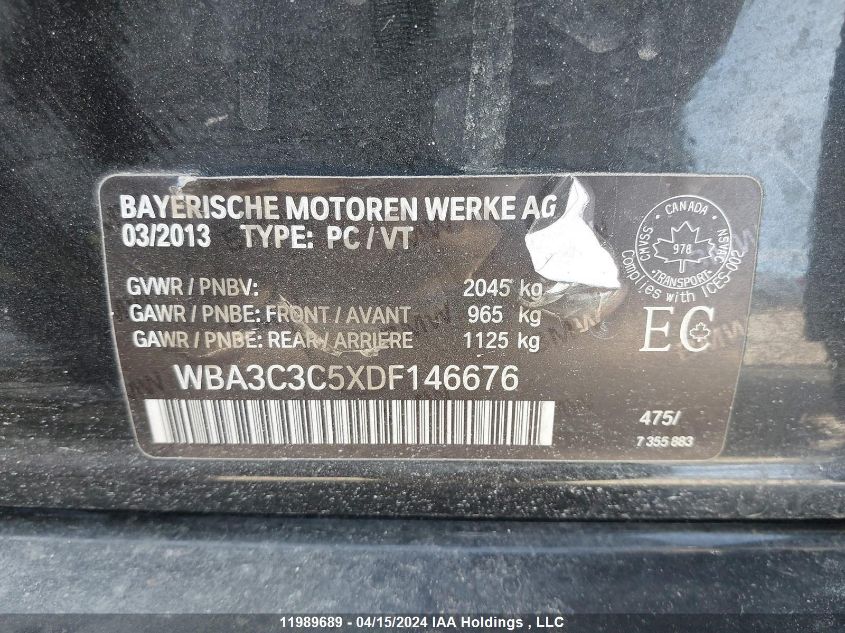 BAYERISCHE MOTOREN WERKE AG
03/2013 TYPE: PC / VT
GVWR / PNBV: 2045 kg
GAWR / PNBE: FRONT / AVANT 965 kg
GAWR / PNBE: REAR / ARRIERE 1125 kg
WBA3C3C5XDF146676
CANADA
CMVSS
NSVAC
978
TRANSPORT
Complies with ICES-002
EC
475/
7 355 883
11989689 - 04/15/2024 IAA Holdings , LLC